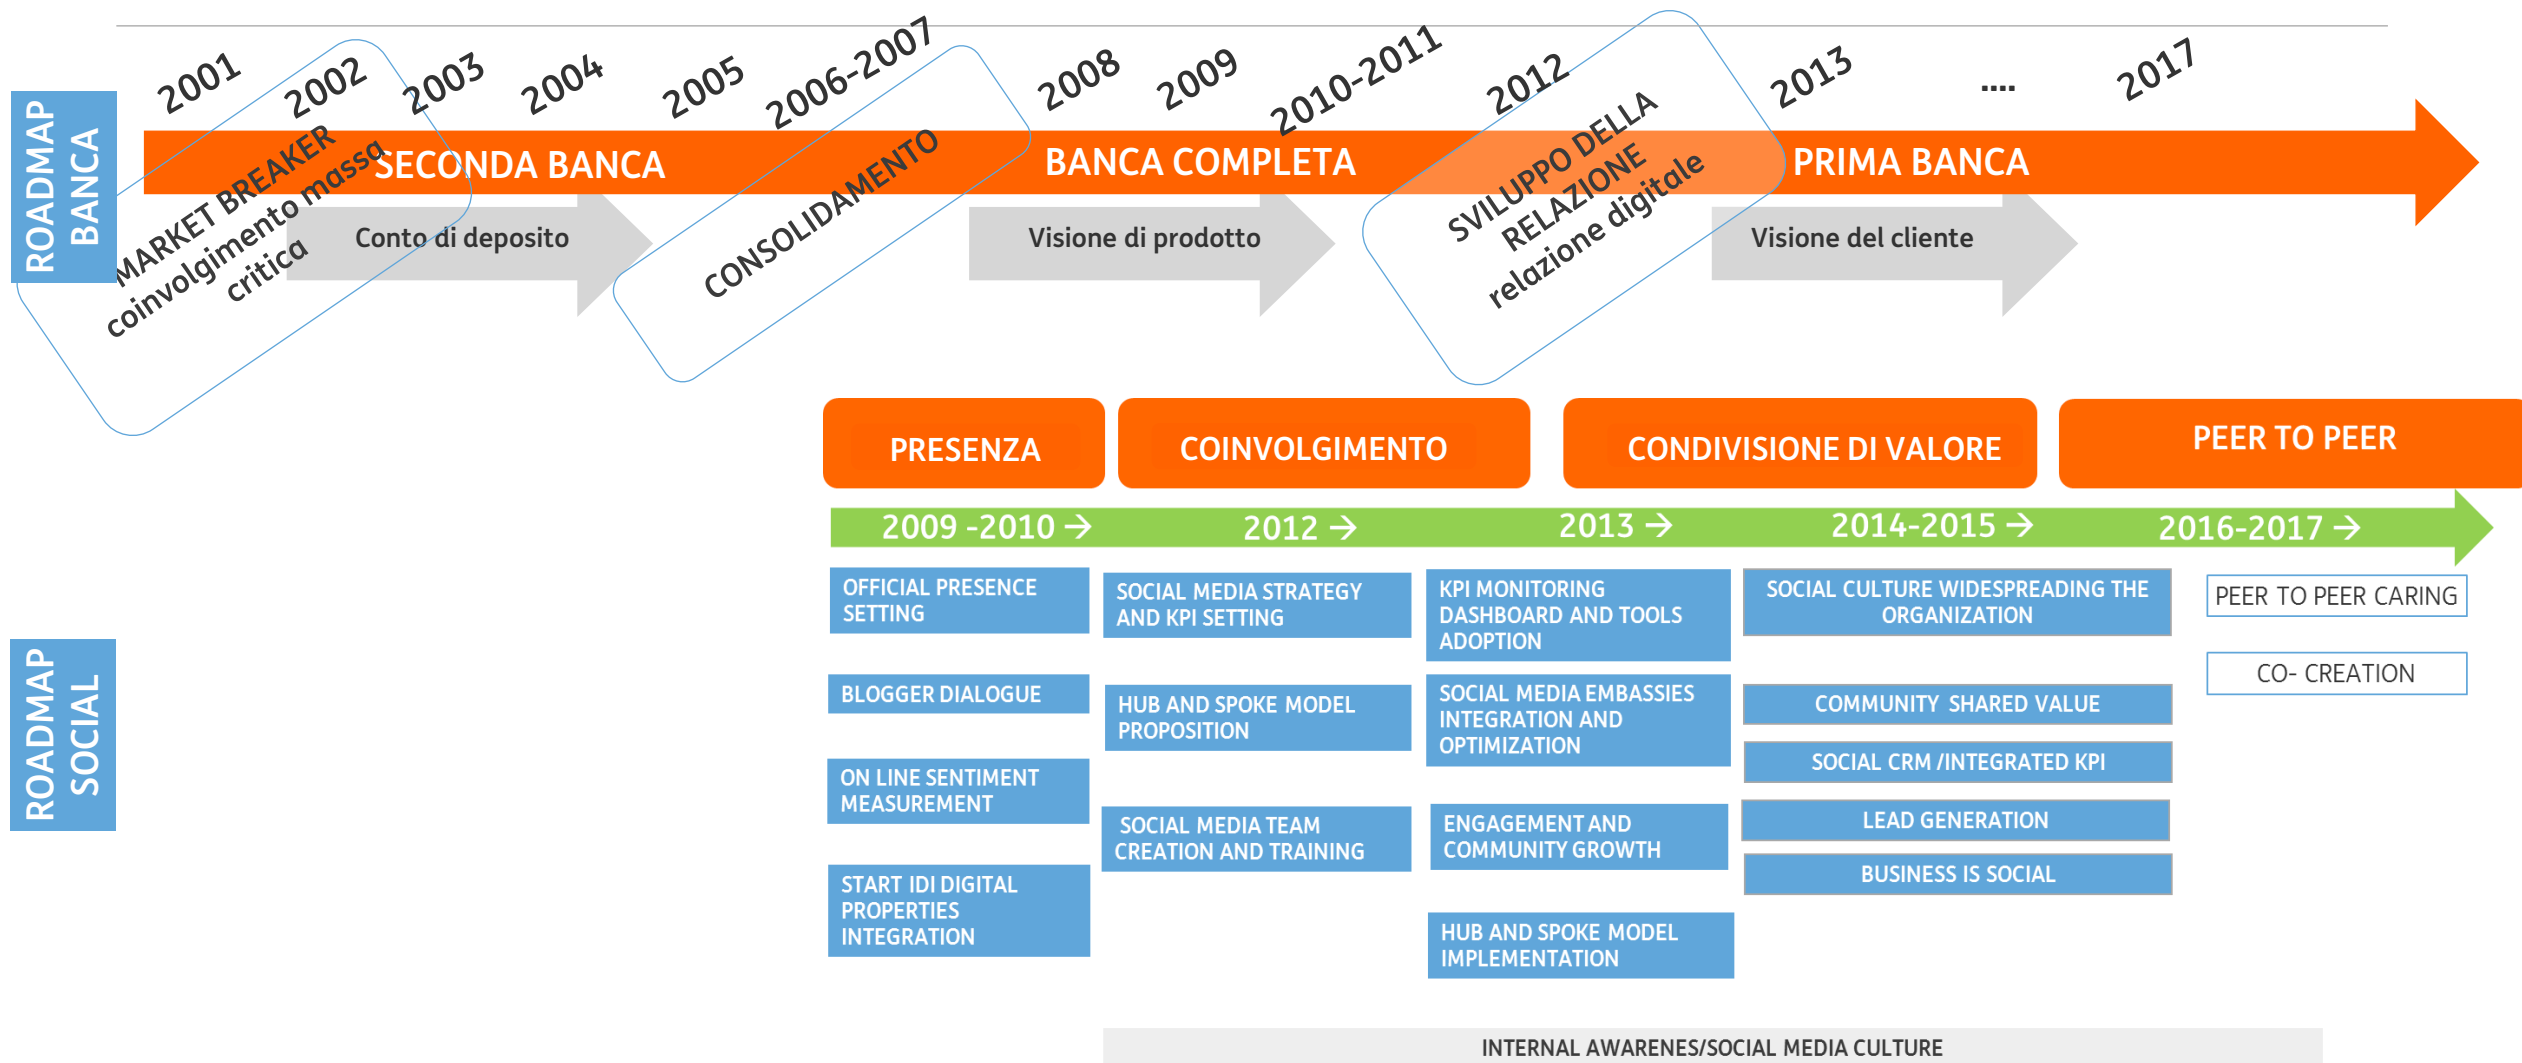 2001
2002
2003
2004
2005
2006-2007
2008
2009
2010-2011
2012
2013
....
2017
ROADMAP
BANCA
MARKET BREAKER
coinvolgimento massa
critica
SECONDA BANCA
CONSOLIDAMENTO
BANCA COMPLETA
SVILUPPO DELLA
RELAZIONE
relazione digitale
PRIMA BANCA
Conto di deposito
Visione di prodotto
Visione del cliente
PRESENZA
COINVOLGIMENTO
CONDIVISIONE DI VALORE
PEER TO PEER
2009 -2010 →
2012 →
2013 →
2014-2015 →
2016-2017 →
ROADMAP
SOCIAL
OFFICIAL PRESENCE
SETTING
BLOGGER DIALOGUE
ON LINE SENTIMENT
MEASUREMENT
START IDI DIGITAL
PROPERTIES
INTEGRATION
SOCIAL MEDIA STRATEGY
AND KPI SETTING
HUB AND SPOKE MODEL
PROPOSITION
SOCIAL MEDIA TEAM
CREATION AND TRAINING
KPI MONITORING
DASHBOARD AND TOOLS
ADOPTION
SOCIAL MEDIA EMBASSIES
INTEGRATION AND
OPTIMIZATION
ENGAGEMENT AND
COMMUNITY GROWTH
HUB AND SPOKE MODEL
IMPLEMENTATION
SOCIAL CULTURE WIDESPREADING THE
ORGANIZATION
COMMUNITY SHARED VALUE
SOCIAL CRM /INTEGRATED KPI
LEAD GENERATION
BUSINESS IS SOCIAL
PEER TO PEER CARING
CO- CREATION
INTERNAL AWARENES/SOCIAL MEDIA CULTURE